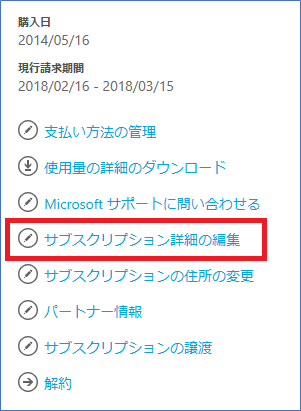 購入日
2014/05/16
現行請求期間
2018/02/16 - 2018/03/15
支払い方法の管理
使用量の詳細のダウンロード
Microsoft サポートに問い合わせる
サブスクリプション詳細の編集
サブスクリプションの住所の変更
パートナー情報
サブスクリプションの譲渡
解約